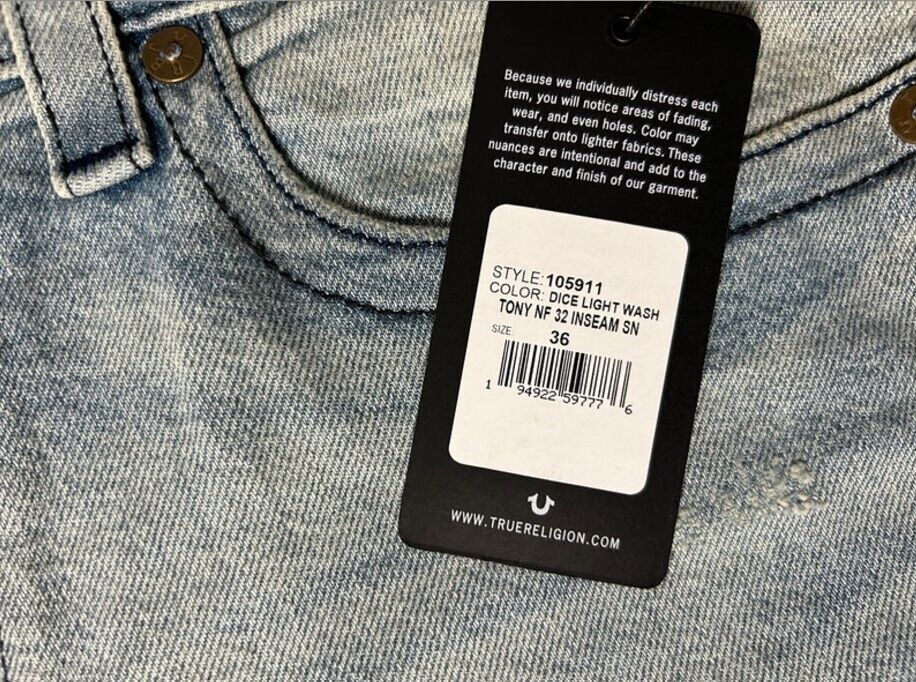 Because we individually distress each
item, you will notice areas of fading,
wear, and even holes. Color may
transfer onto lighter fabrics. These
nuances are intentional and add to the
character and finish of our garment.
STYLE: 105911
COLOR: DICE LIGHT WASH
TONY NF 32 INSEAM SN
SIZE: 36
1 94922 59777 6
WWW.TRUERELIGION.COM